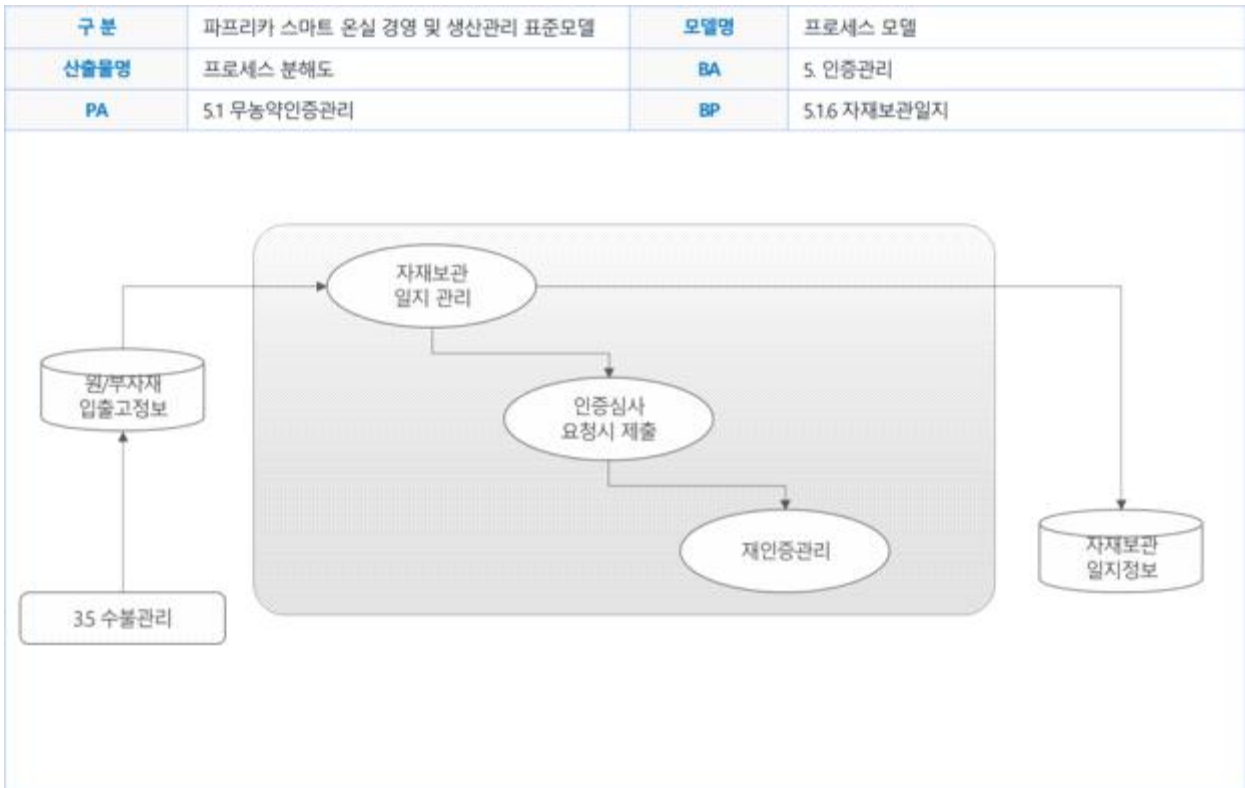 구 분 파프리카 스마트 온실 경영 및 생산관리 표준모델 모델명 프로세스 모델
산출물명 프로세스 분해도 BA 5. 인증관리
PA 5.1 무농약인증관리 BP 5.1.6 자재보관일지
자재보관
일지 관리
원/부자재
입출고정보
인증심사
요청시 제출
재인증관리
자재보관
일지정보
3.5 수불관리